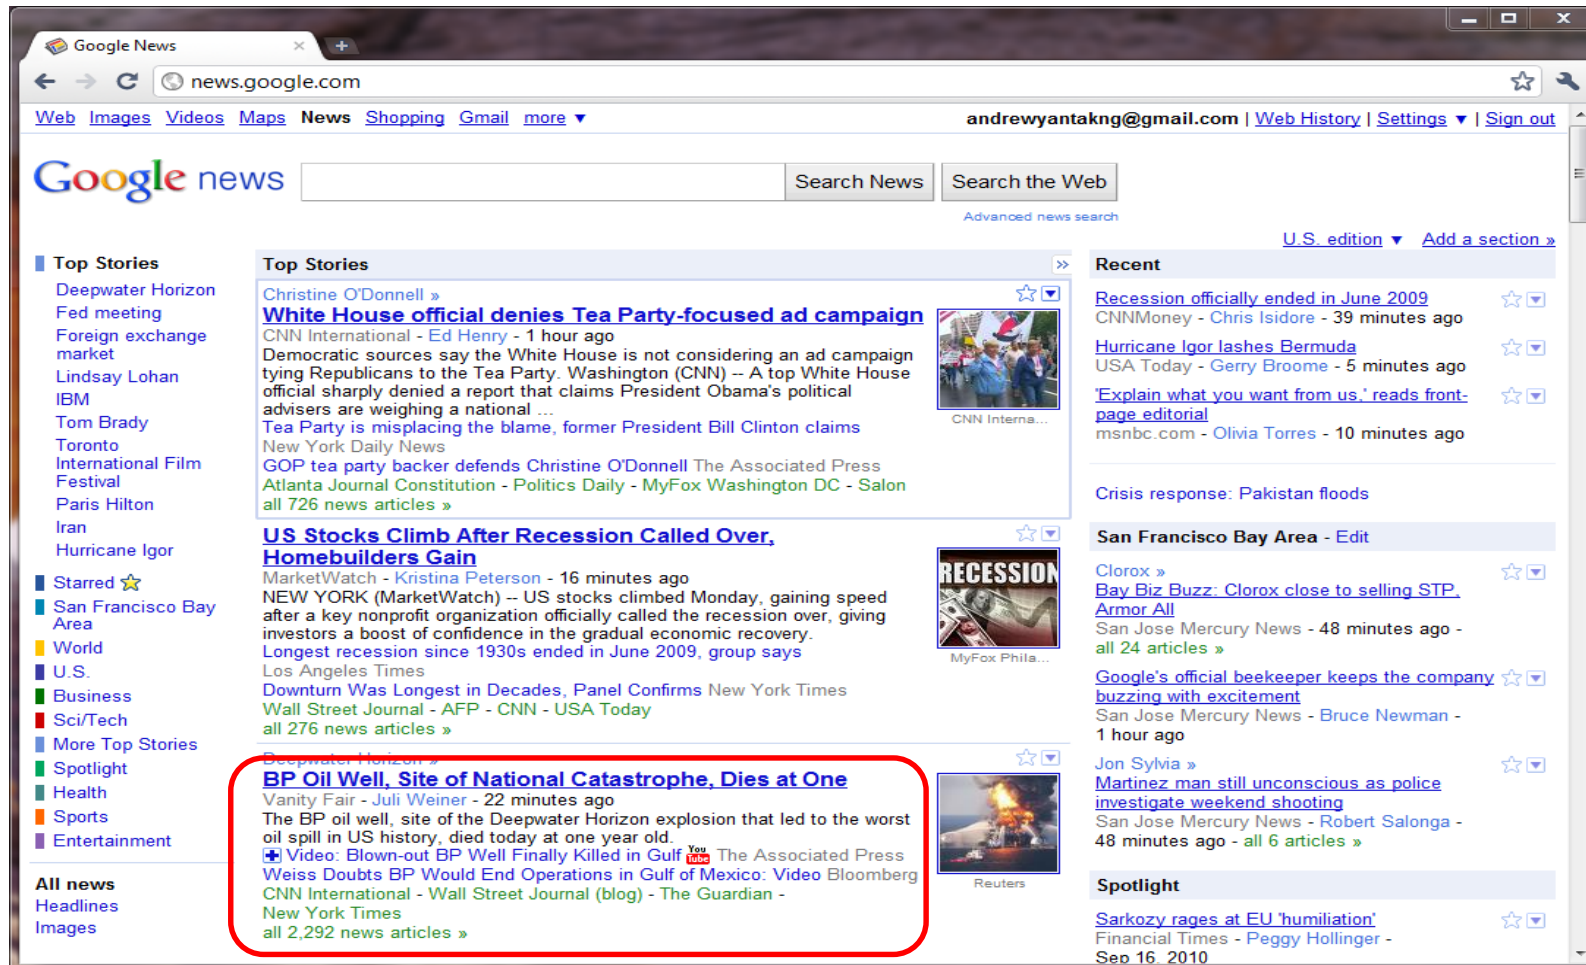 Google News
news.google.com
Web Images Videos Maps News Shopping Gmail more ▼
andrewyantakng@gmail.com | Web History | Settings ▼ | Sign out
Google news
Search News
Search the Web
Advanced news search
U.S. edition ▼ Add a section »
Top Stories
Deepwater Horizon
Fed meeting
Foreign exchange
market
Lindsay Lohan
IBM
Tom Brady
Toronto
International Film
Festival
Paris Hilton
Iran
Hurricane Igor
Starred
San Francisco Bay
Area
World
U.S.
Business
Sci/Tech
More Top Stories
Spotlight
Health
Sports
Entertainment
All news
Headlines
Images
Top Stories »
Christine O'Donnell »
White House official denies Tea Party-focused ad campaign
CNN International - Ed Henry - 1 hour ago
Democratic sources say the White House is not considering an ad campaign
tying Republicans to the Tea Party. Washington (CNN) -- A top White House
official sharply denied a report that claims President Obama's political
advisers are weighing a national ...
Tea Party is misplacing the blame, former President Bill Clinton claims
New York Daily News
GOP tea party backer defends Christine O'Donnell The Associated Press
Atlanta Journal Constitution - Politics Daily - MyFox Washington DC - Salon
all 726 news articles »
CNN Interna...
US Stocks Climb After Recession Called Over,
Homebuilders Gain
MarketWatch - Kristina Peterson - 16 minutes ago
NEW YORK (MarketWatch) -- US stocks climbed Monday, gaining speed
after a key nonprofit organization officially called the recession over, giving
investors a boost of confidence in the gradual economic recovery.
Longest recession since 1930s ended in June 2009, group says
Los Angeles Times
Downturn Was Longest in Decades, Panel Confirms New York Times
Wall Street Journal - AFP - CNN - USA Today
all 276 news articles »
RECESSION
MyFox Phila...
Deepwater Horizon »
BP Oil Well, Site of National Catastrophe, Dies at One
Vanity Fair - Juli Weiner - 22 minutes ago
The BP oil well, site of the Deepwater Horizon explosion that led to the worst
oil spill in US history, died today at one year old.
Video: Blown-out BP Well Finally Killed in Gulf You Tube The Associated Press
Weiss Doubts BP Would End Operations in Gulf of Mexico: Video Bloomberg
CNN International - Wall Street Journal (blog) - The Guardian -
New York Times
all 2,292 news articles »
Reuters
Recent
Recession officially ended in June 2009
CNNMoney - Chris Isidore - 39 minutes ago
Hurricane Igor lashes Bermuda
USA Today - Gerry Broome - 5 minutes ago
'Explain what you want from us,' reads front-
page editorial
msnbc.com - Olivia Torres - 10 minutes ago
Crisis response: Pakistan floods
San Francisco Bay Area - Edit
Clorox »
Bay Biz Buzz: Clorox close to selling STP,
Armor All
San Jose Mercury News - 48 minutes ago -
all 24 articles »
Google's official beekeeper keeps the company
buzzing with excitement
San Jose Mercury News - Bruce Newman -
1 hour ago
Jon Sylvia »
Martinez man still unconscious as police
investigate weekend shooting
San Jose Mercury News - Robert Salonga -
48 minutes ago - all 6 articles »
Spotlight
Sarkozy rages at EU 'humiliation'
Financial Times - Peggy Hollinger -
Sep 16, 2010